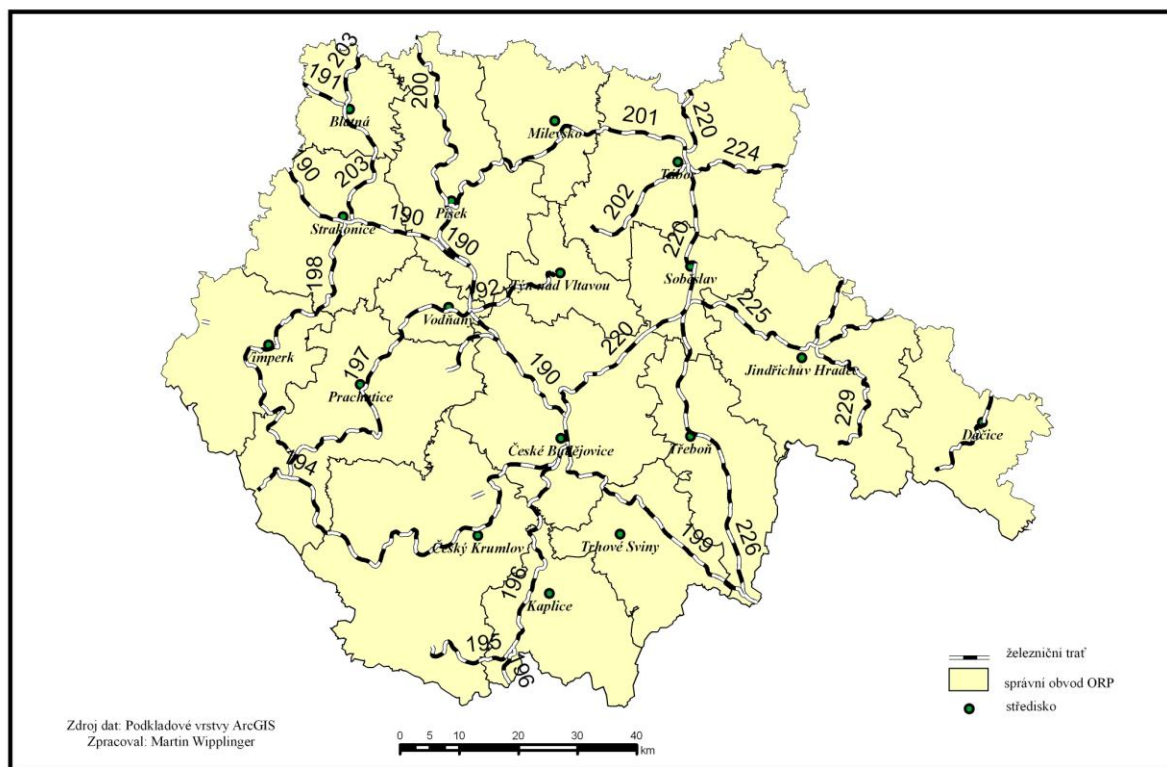 203
191
Blatná
200
Milevsko
201
220
224
Tábor
90
203
202
Strakonice
190
Písek
190
220
198
192
Týn nad Vltavou
Soběslav
Vodňany
225
220
Vimperk
197
190
Jindřichův Hradec
Prachatice
229
Dačice
České Budějovice
Třeboň
194
199
226
Český Krumlov
Trhové Sviny
196
Kaplice
195
196
železniční trať
správní obvod ORP
středisko
Zdroj dat: Podkladové vrstvy ArcGIS
Zpracoval: Martin Wipplinger
0 5 10 20 30 40
km